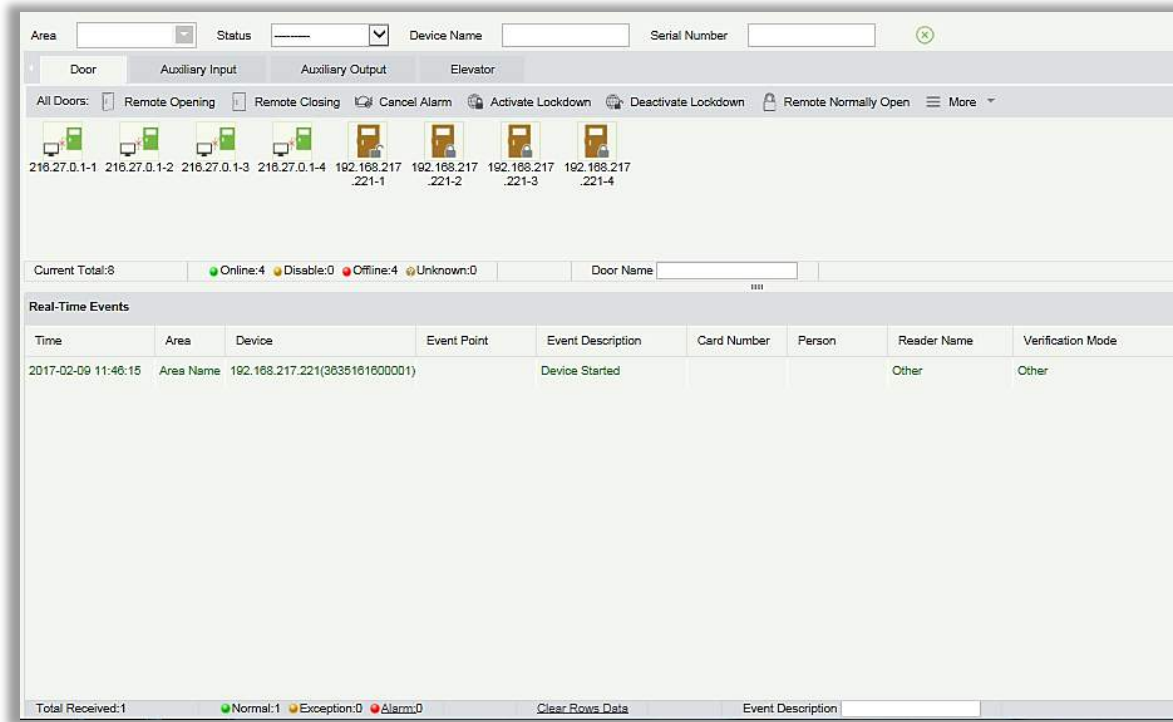 Area Status --------- Device Name Serial Number
Door Auxiliary Input Auxiliary Output Elevator
All Doors: Remote Opening Remote Closing Cancel Alarm Activate Lockdown Deactivate Lockdown Remote Normally Open More
216.27.0.1-1 216.27.0.1-2 216.27.0.1-3 216.27.0.1-4 192.168.217 192.168.217 192.168.217 192.168.217
.221-1 .221-2 .221-3 .221-4
Current Total:8 Online:4 Disable:0 Offline:4 Unknown:0 Door Name
Real-Time Events
Time Area Device Event Point Event Description Card Number Person Reader Name Verification Mode
2017-02-09 11:46:15 Area Name 192.168.217.221(3635161600001) Device Started Other Other
Total Received:1 Normal:1 Exception:0 Alarm:0 Clear Rows Data Event Description